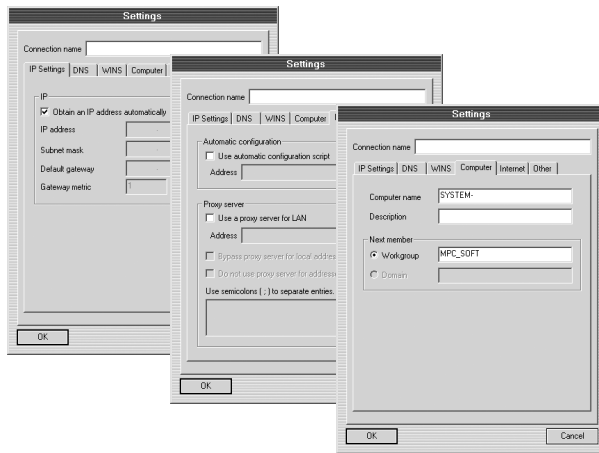 Settings
Connection name
IP Settings DNS WINS Computer
IP
Obtain an IP address automatically
IP address
Subnet mask
Default gateway
Gateway metric 1
OK
Settings
Connection name
IP Settings DNS WINS Computer
Automatic configuration
Use automatic configuration script
Address
Proxy server
Use a proxy server for LAN
Address
Bypass proxy server for local addres
Do not use proxy server for addresse
Use semicolons ( ; ) to separate entries.
OK
Settings
Connection name
IP Settings DNS WINS Computer Internet Other
Computer name SYSTEM-
Description
Next member
Workgroup MPC_SOFT
Domain
OK Cancel